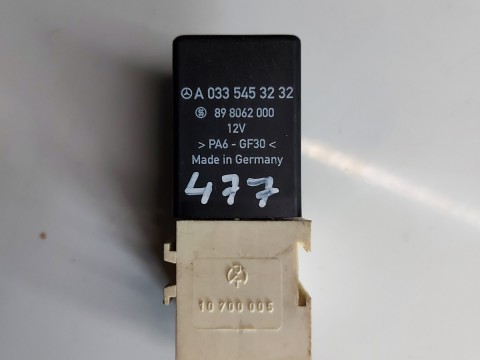 A 033 545 32 32
89 8062 000
12V
> PA6 - GF30 <
Made in Germany
477
10 700 005